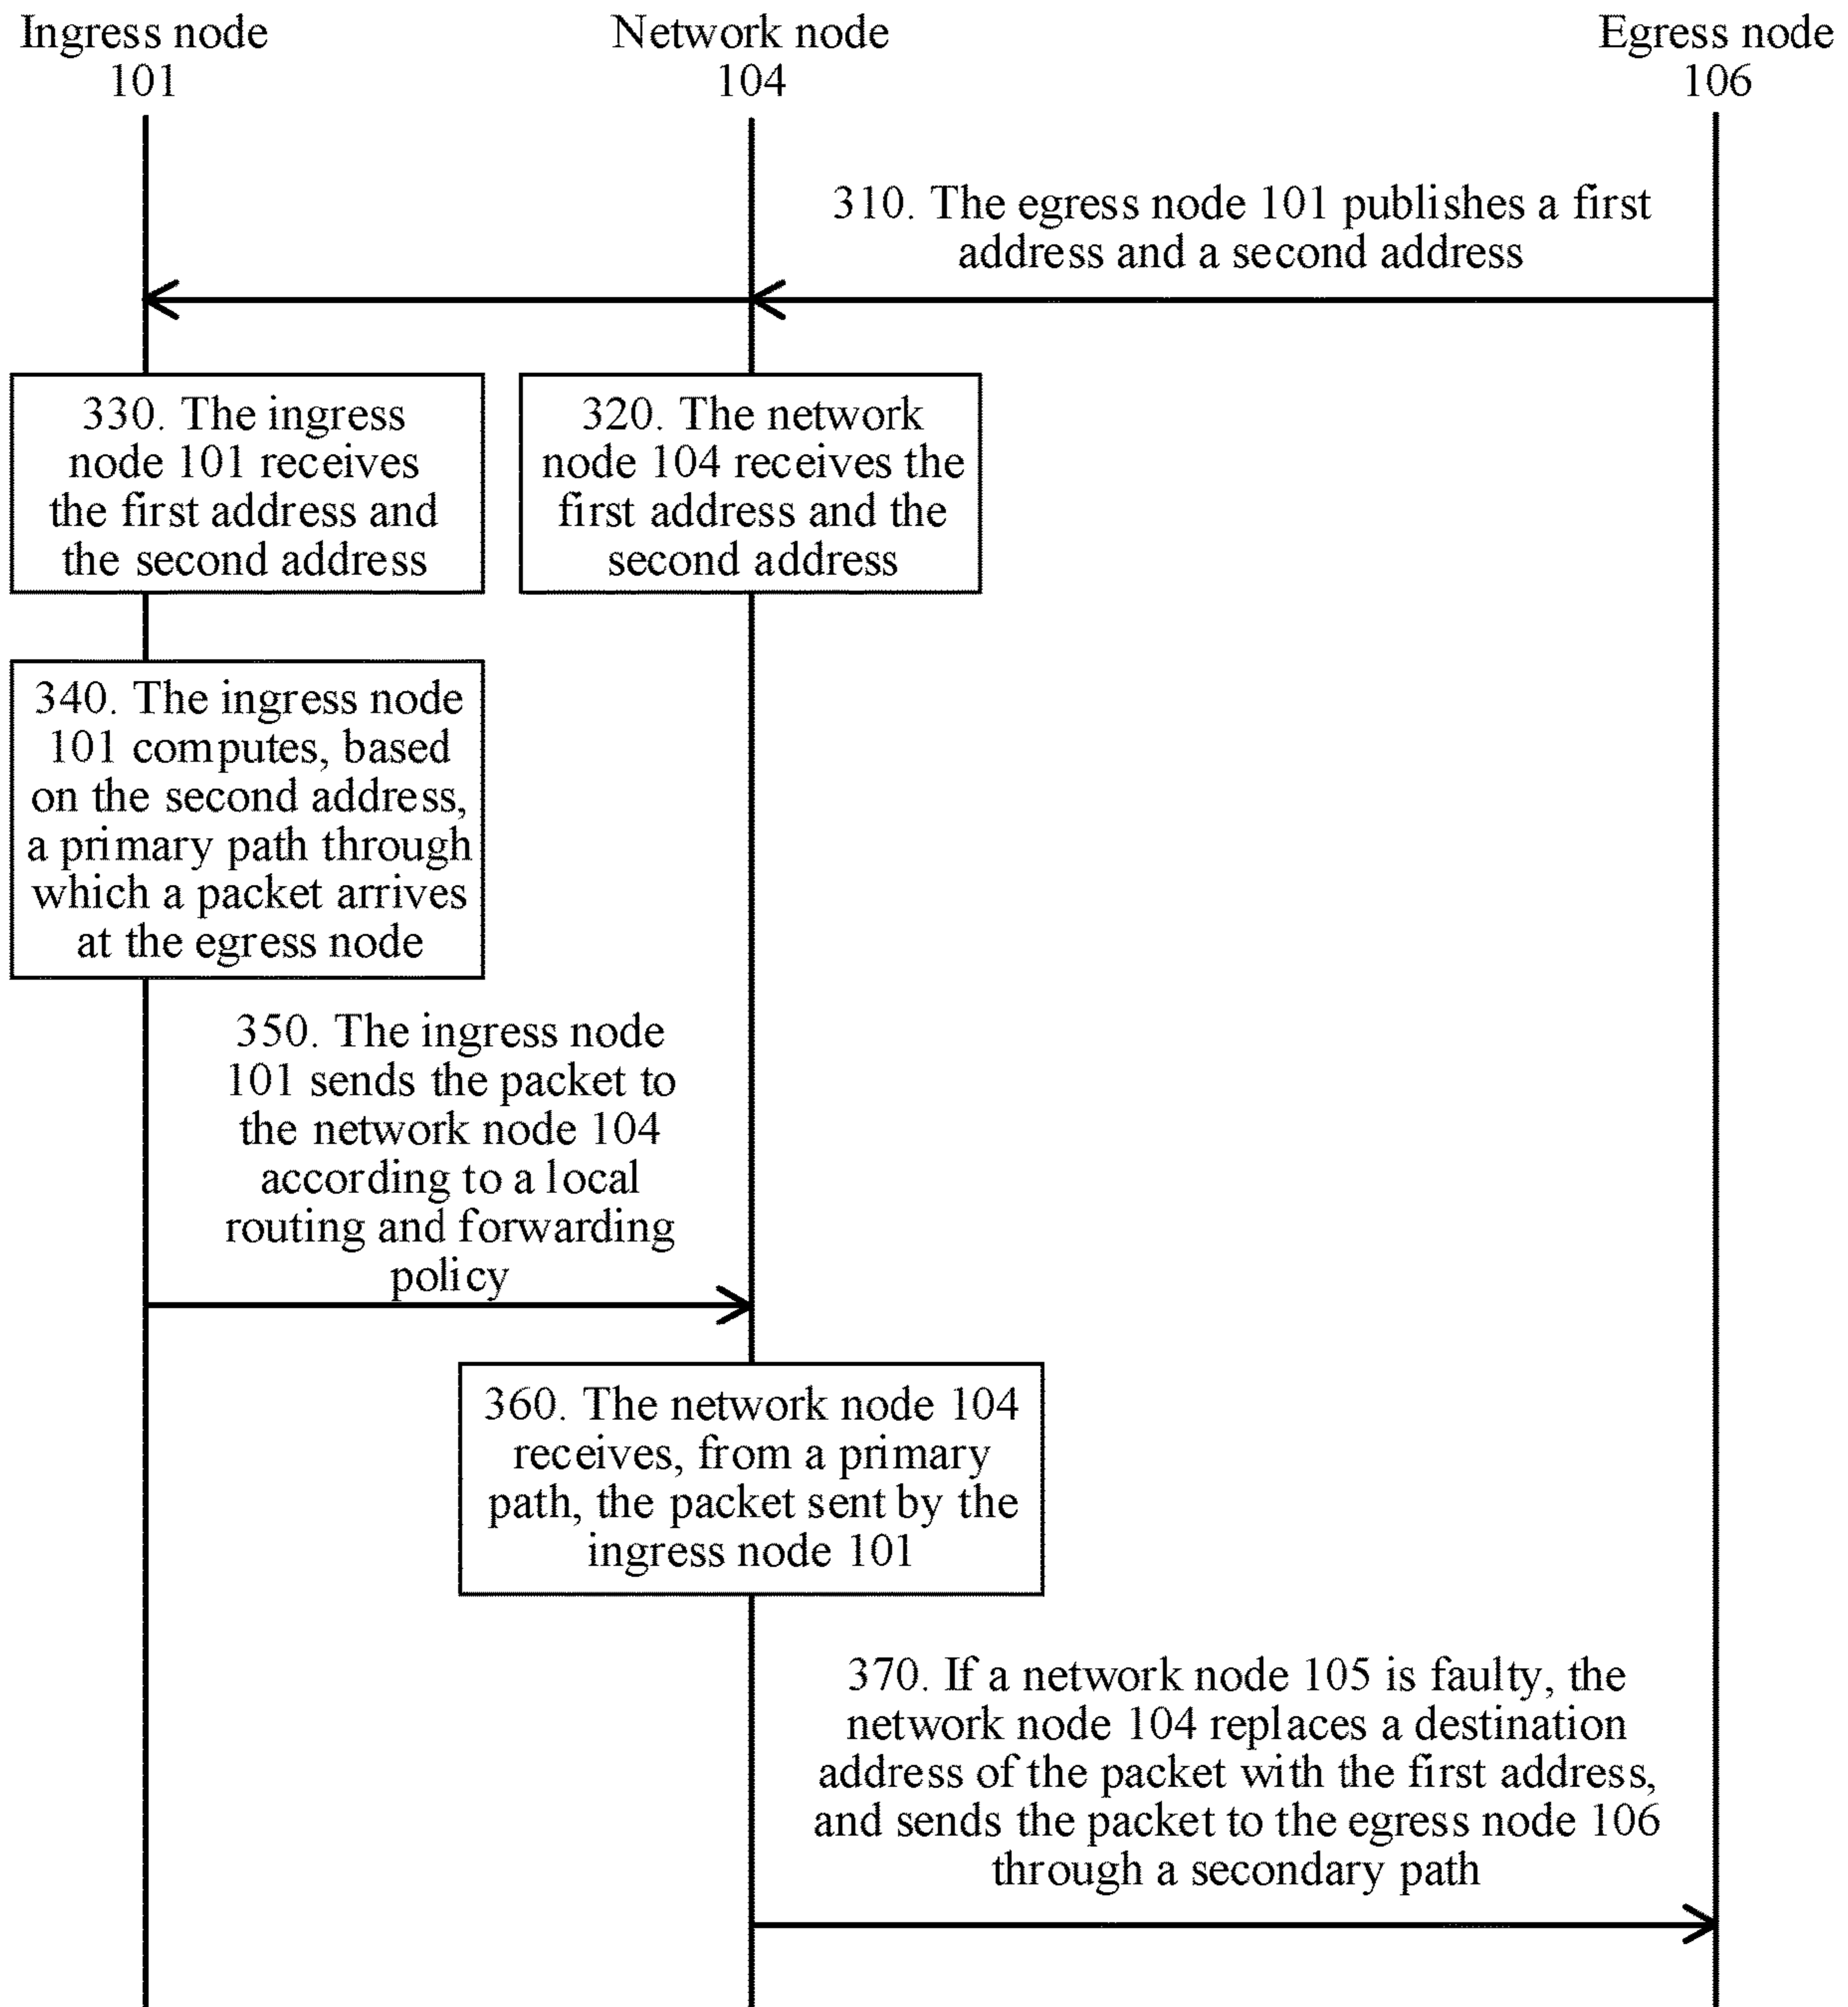 Ingress node
101
Network node
104
Egress node
106
310. The egress node 101 publishes a first
address and a second address
330. The ingress
node 101 receives
the first address and
the second address
320. The network
node 104 receives the
first address and the
second address
340. The ingress node
101 computes, based
on the second address,
a primary path through
which a packet arrives
at the egress node
350. The ingress node
101 sends the packet to
the network node 104
according to a local
routing and forwarding
policy
360. The network node 104
receives, from a primary
path, the packet sent by the
ingress node 101
370. If a network node 105 is faulty, the
network node 104 replaces a destination
address of the packet with the first address,
and sends the packet to the egress node 106
through a secondary path